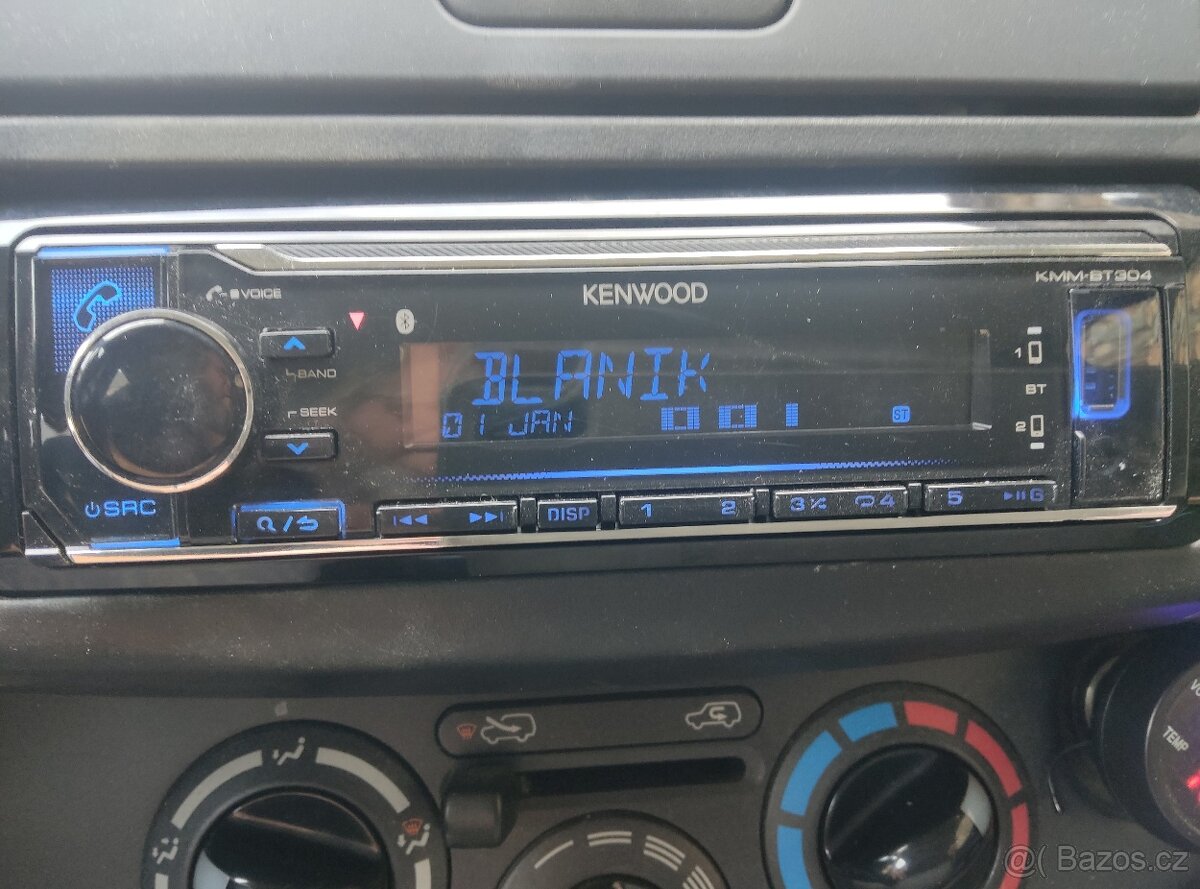 VOICE
KENWOOD
KMM-BT304
BLANIK
BAND
1
SEEK
BT
01 JAN
ST
2
SRC
DISP
1 2
3 4
5 6
TEMP
@( Bazos.cz